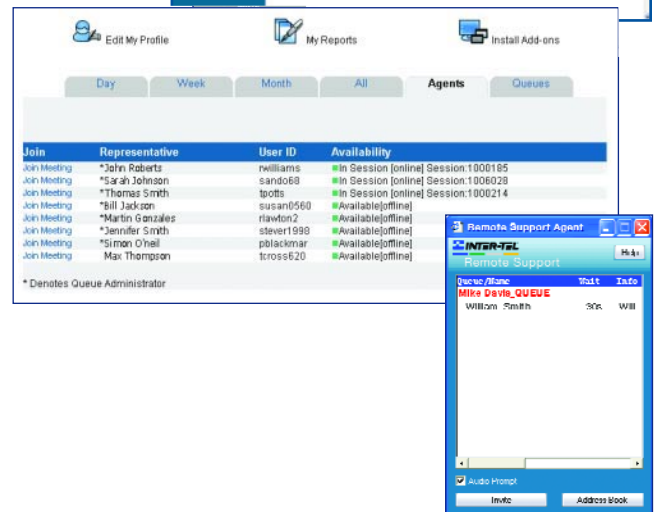 Edit My Profile My Reports Install Add-ons
Day Week Month All Agents Queues
Join Representative User ID Availability
Join Meeting *John Roberts rwilliams In Session [online] Session:1000185
Join Meeting *Sarah Johnson sando68 In Session [online] Session:1006028
Join Meeting *Thomas Smith tpotts In Session [online] Session:1000214
Join Meeting *Bill Jackson susan0560 Available[offline]
Join Meeting *Martin Gonzales rlawton2 Available[offline]
Join Meeting *Jennifer Smith stever1998 Available[offline]
Join Meeting *Simon O'neil pblackmar Available[offline]
Join Meeting Max Thompson tcross620 Available[offline]
* Denotes Queue Administrator
Remote Support Agent
INTER-TEL
Remote Support
Help
Queue/Name Wait Info
Mike Davis_QUEUE
William Smith 30s Will
Audio Prompt
Invite Address Book